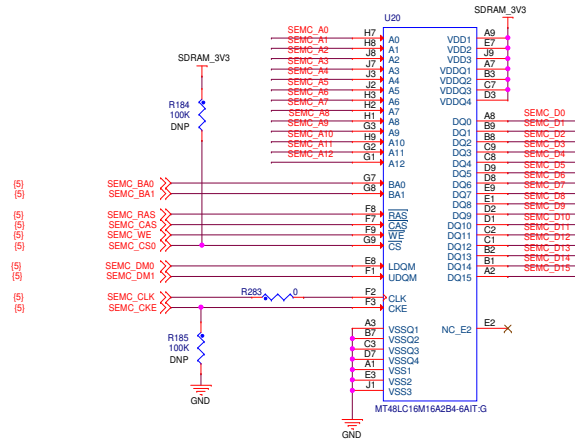 SDRAM_3V3
U20
SEMC_A0 H7 A0 VDD1 A9
SEMC_A1 H8 A1 VDD2 E7
SEMC_A2 J8 A2 VDD3 J9
SEMC_A3 J7 A3 VDDQ1 A7
SEMC_A4 J3 A4 VDDQ2 B3
SEMC_A5 J2 A5 VDDQ3 C7
SEMC_A6 H3 A6 VDDQ4 D3
SEMC_A7 H2 A7
SEMC_A8 H1 A8 DQ0 A8 SEMC_D0
SEMC_A9 G3 A9 DQ1 B9 SEMC_D1
SEMC_A10 H9 A10 DQ2 B8 SEMC_D2
SEMC_A11 G2 A11 DQ3 C9 SEMC_D3
SEMC_A12 G1 A12 DQ4 C8 SEMC_D4
DQ5 D9 SEMC_D5
DQ6 D8 SEMC_D6
DQ7 E9 SEMC_D7
DQ8 E1 SEMC_D8
DQ9 D2 SEMC_D9
DQ10 D1 SEMC_D10
DQ11 C2 SEMC_D11
DQ12 C1 SEMC_D12
DQ13 B2 SEMC_D13
DQ14 B1 SEMC_D14
DQ15 A2 SEMC_D15
SDRAM_3V3
R184
100K
DNP
{5} SEMC_BA0 G7 BA0
{5} SEMC_BA1 G8 BA1
{5} SEMC_RAS F8 RAS
{5} SEMC_CAS F7 CAS
{5} SEMC_WE F9 WE
{5} SEMC_CS0 G9 CS
{5} SEMC_DM0 E8 LDQM
{5} SEMC_DM1 F1 UDQM
{5} SEMC_CLK R283 0 F2 CLK
{5} SEMC_CKE F3 CKE
R185
100K
DNP
GND
A3 VSSQ1 NC_E2 E2
B7 VSSQ2
C3 VSSQ3
D7 VSSQ4
A1 VSS1
E3 VSS2
J1 VSS3
MT48LC16M16A2B4-6AIT:G
GND